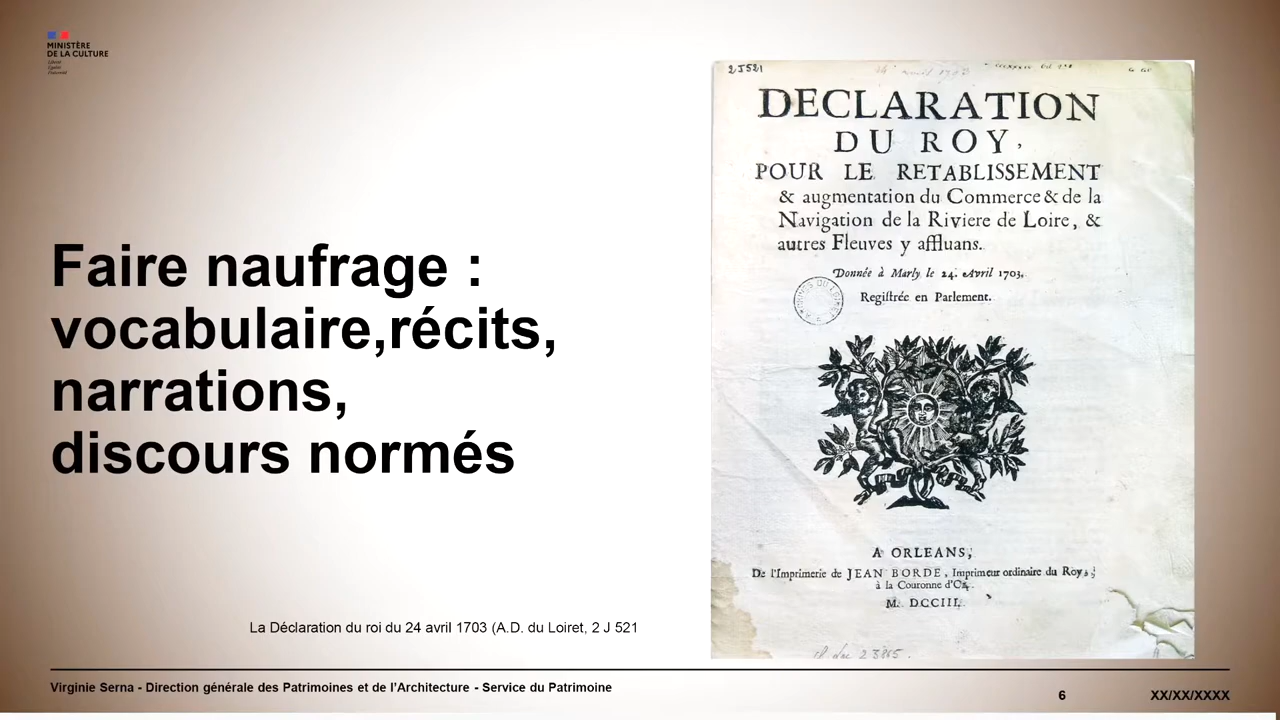 MINISTÈRE
DE LA CULTURE
Liberté
Égalité
Fraternité
Faire naufrage :
vocabulaire,récits,
narrations,
discours normés
La Déclaration du roi du 24 avril 1703 (A.D. du Loiret, 2 J 521
2J521
DECLARATION
DU ROY,
POUR LE RETABLISSEMENT
& augmentation du Commerce & de la
Navigation de la Riviere de Loire, &
autres Fleuves y affluans.
Donnée à Marly le 24. Avril 1703.
Regiſtrée en Parlement.
A ORLEANS,
De l'Imprimerie de JEAN BORDE, Imprimeur ordinaire du Roy,
à la Couronne d'Or.
M. DCCIII.
Virginie Serna - Direction générale des Patrimoines et de l'Architecture - Service du Patrimoine
6
XX/XX/XXXX